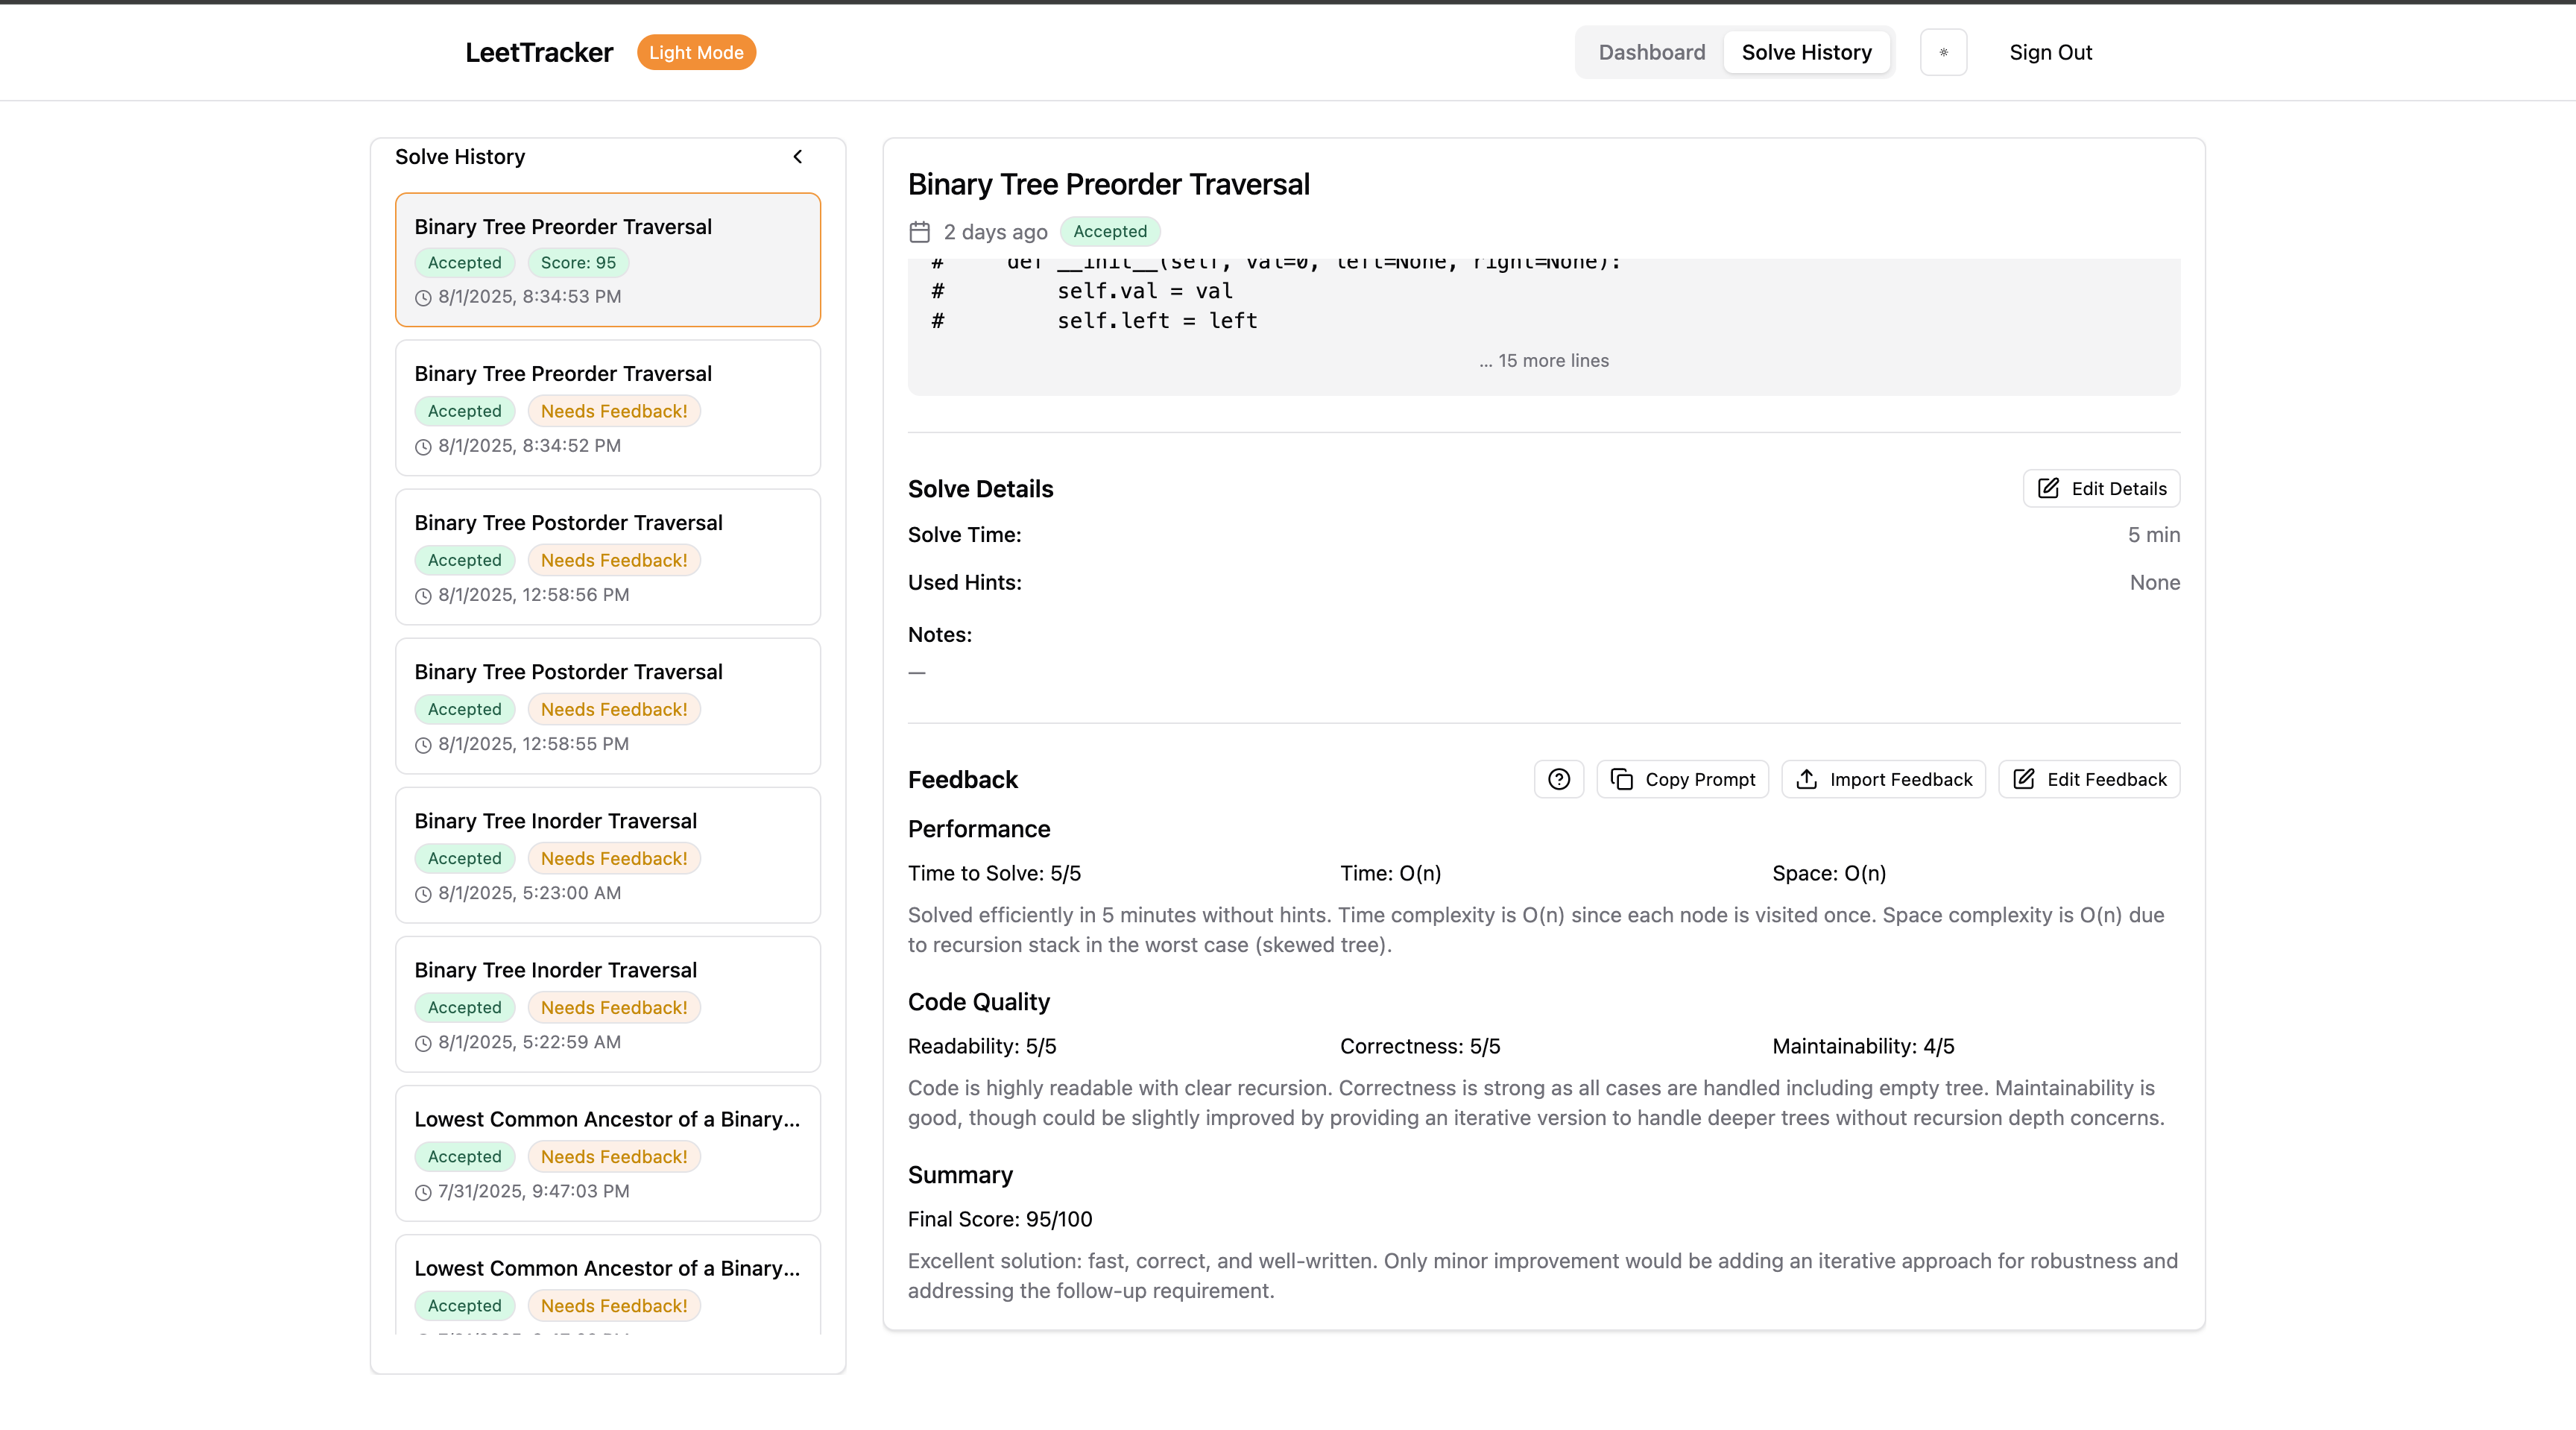 LeetTracker
Light Mode
Dashboard
Solve History
Sign Out
Solve History
Binary Tree Preorder Traversal
Accepted
Score: 95
8/1/2025, 8:34:53 PM
Binary Tree Preorder Traversal
Accepted
Needs Feedback!
8/1/2025, 8:34:52 PM
Binary Tree Postorder Traversal
Accepted
Needs Feedback!
8/1/2025, 12:58:56 PM
Binary Tree Postorder Traversal
Accepted
Needs Feedback!
8/1/2025, 12:58:55 PM
Binary Tree Inorder Traversal
Accepted
Needs Feedback!
8/1/2025, 5:23:00 AM
Binary Tree Inorder Traversal
Accepted
Needs Feedback!
8/1/2025, 5:22:59 AM
Lowest Common Ancestor of a Binary...
Accepted
Needs Feedback!
7/31/2025, 9:47:03 PM
Lowest Common Ancestor of a Binary...
Accepted
Needs Feedback!
Binary Tree Preorder Traversal
2 days ago
Accepted
#     def __init__(self, val=0, left=None, right=None):
#         self.val = val
#         self.left = left
... 15 more lines
Solve Details
Edit Details
Solve Time:
5 min
Used Hints:
None
Notes:
—
Feedback
Copy Prompt
Import Feedback
Edit Feedback
Performance
Time to Solve: 5/5
Time: O(n)
Space: O(n)
Solved efficiently in 5 minutes without hints. Time complexity is O(n) since each node is visited once. Space complexity is O(n) due
to recursion stack in the worst case (skewed tree).
Code Quality
Readability: 5/5
Correctness: 5/5
Maintainability: 4/5
Code is highly readable with clear recursion. Correctness is strong as all cases are handled including empty tree. Maintainability is
good, though could be slightly improved by providing an iterative version to handle deeper trees without recursion depth concerns.
Summary
Final Score: 95/100
Excellent solution: fast, correct, and well-written. Only minor improvement would be adding an iterative approach for robustness and
addressing the follow-up requirement.